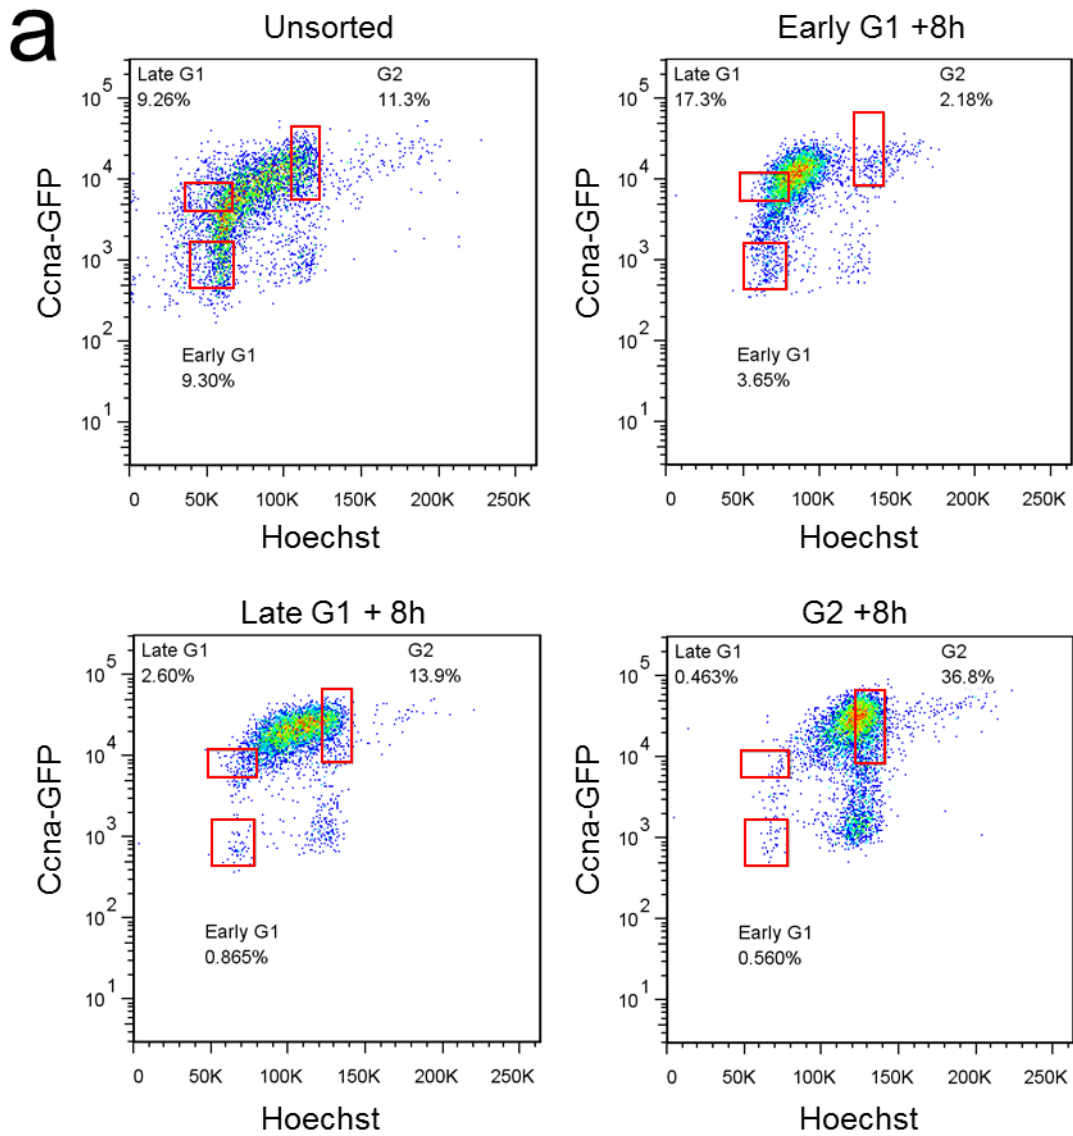 a
Unsorted
Early G1 +8h
Late G1
9.26%
G2
11.3%
Early G1
9.30%
Ccna-GFP
10^5
10^4
10^3
10^2
10^1
0 50K 100K 150K 200K 250K
Hoechst
Late G1
17.3%
G2
2.18%
Early G1
3.65%
Ccna-GFP
10^5
10^4
10^3
10^2
10^1
0 50K 100K 150K 200K 250K
Hoechst
Late G1 + 8h
G2 +8h
Late G1
2.60%
G2
13.9%
Early G1
0.865%
Ccna-GFP
10^5
10^4
10^3
10^2
10^1
0 50K 100K 150K 200K 250K
Hoechst
Late G1
0.463%
G2
36.8%
Early G1
0.560%
Ccna-GFP
10^5
10^4
10^3
10^2
10^1
0 50K 100K 150K 200K 250K
Hoechst